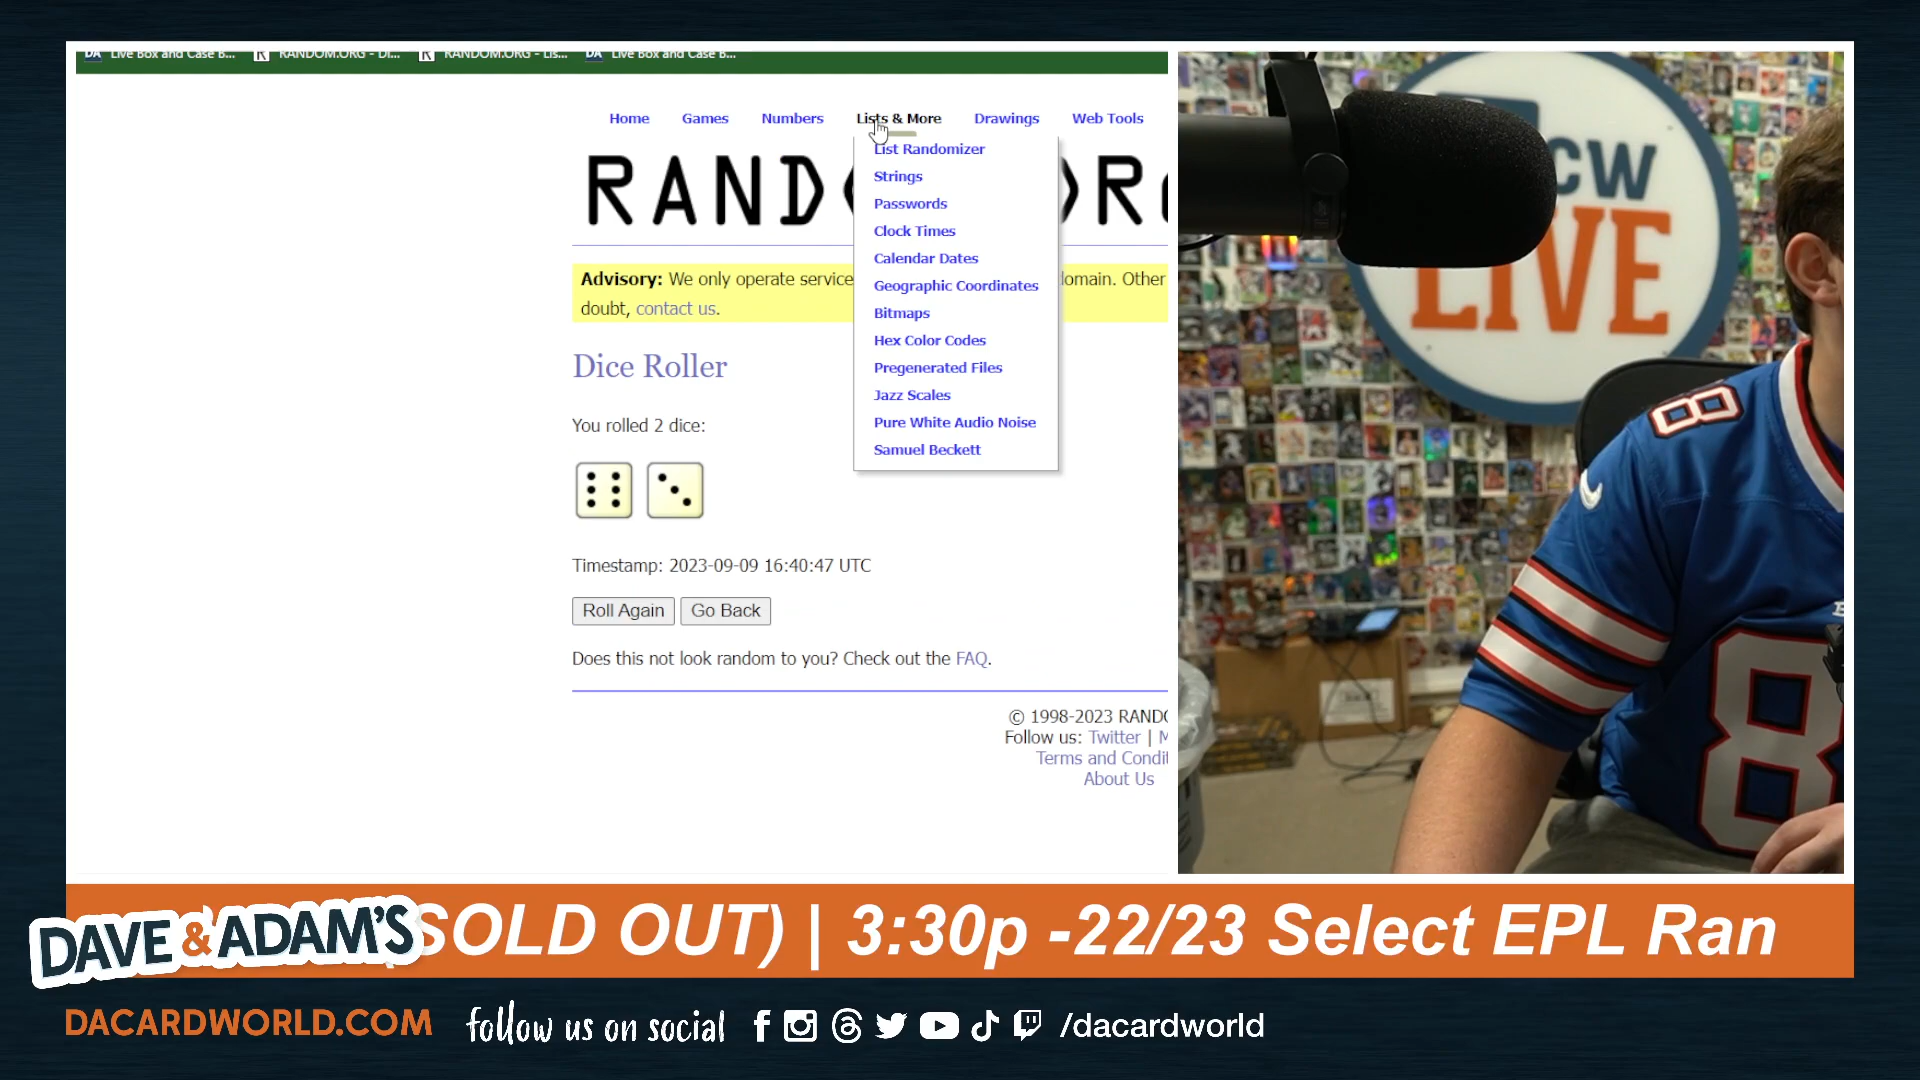 Live Box and Case B... RANDOM.ORG - Di... RANDOM.ORG - Lis... Live Box and Case B...
Home Games Numbers Lists & More Drawings Web Tools
List Randomizer
Strings
Passwords
Clock Times
Calendar Dates
Geographic Coordinates
Bitmaps
Hex Color Codes
Pregenerated Files
Jazz Scales
Pure White Audio Noise
Samuel Beckett
RAND
Advisory: We only operate service
doubt, contact us.
Other
Dice Roller
You rolled 2 dice:
Timestamp: 2023-09-09 16:40:47 UTC
Roll Again Go Back
Does this not look random to you? Check out the FAQ.
© 1998-2023 RANDO
Follow us: Twitter | M
Terms and Condit
About Us
CW
LIVE
8
8
DAVE & ADAM'S
SOLD OUT) | 3:30p -22/23 Select EPL Ran
DACARDWORLD.COM
follow us on social
/dacardworld